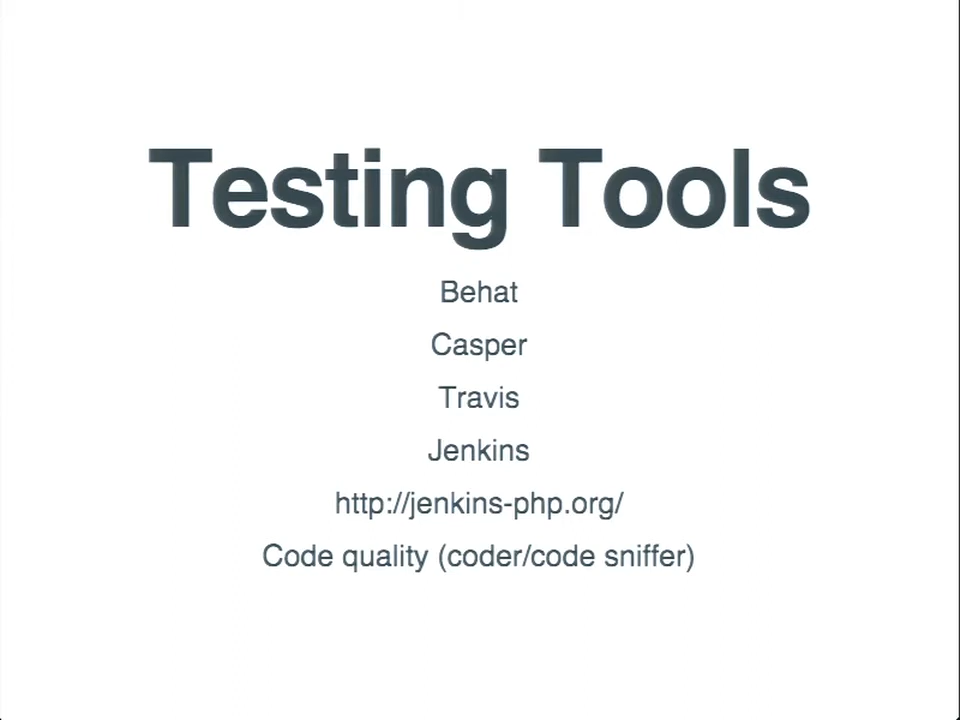 Testing Tools
Behat
Casper
Travis
Jenkins
http://jenkins-php.org/
Code quality (coder/code sniffer)